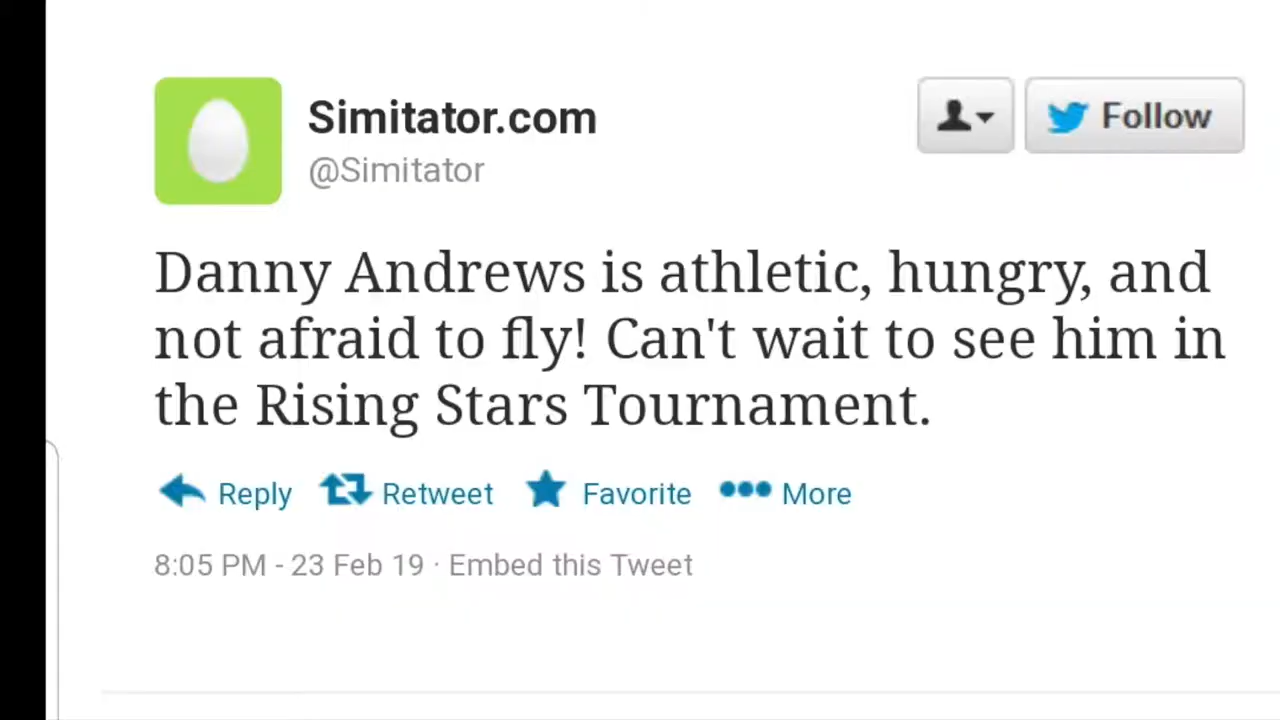 Simitator.com
@Simitator
Follow
Danny Andrews is athletic, hungry, and
not afraid to fly! Can't wait to see him in
the Rising Stars Tournament.
Reply Retweet Favorite More
8:05 PM - 23 Feb 19 · Embed this Tweet